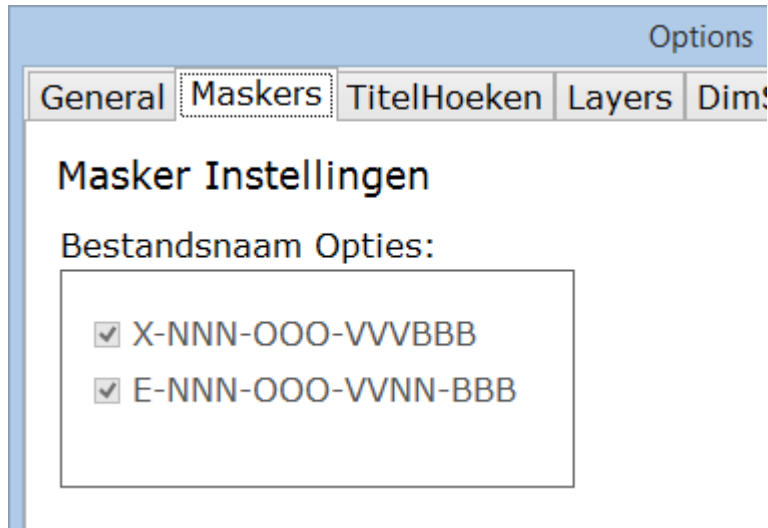 Options
General Maskers TitelHoeken Layers
Masker Instellingen
Bestandsnaam Opties:
X-NNN-OOO-VVVBBB
E-NNN-OOO-VVNN-BBB